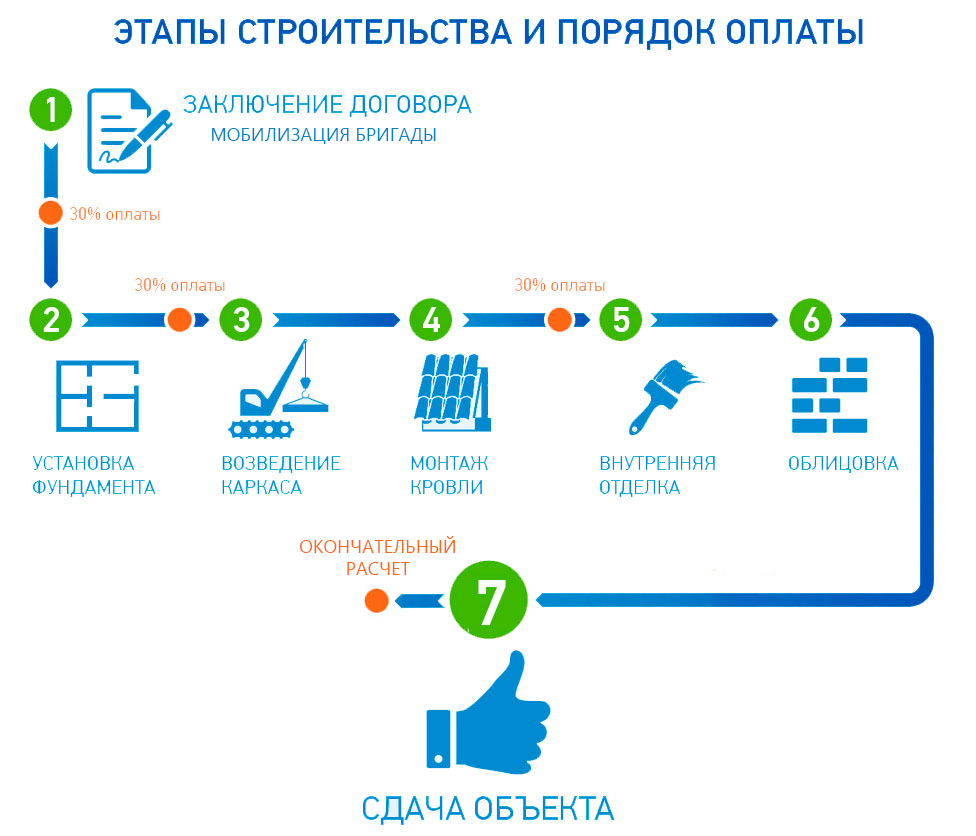 ЭТАПЫ СТРОИТЕЛЬСТВА И ПОРЯДОК ОПЛАТЫ
1
ЗАКЛЮЧЕНИЕ ДОГОВОРА
МОБИЛИЗАЦИЯ БРИГАДЫ
30% оплаты
30% оплаты
30% оплаты
2
3
4
5
6
УСТАНОВКА
ФУНДАМЕНТА
ВОЗВЕДЕНИЕ
КАРКАСА
МОНТАЖ
КРОВЛИ
ВНУТРЕННЯЯ
ОТДЕЛКА
ОБЛИЦОВКА
ОКОНЧАТЕЛЬНЫЙ
РАСЧЕТ
7
СДАЧА ОБЪЕКТА